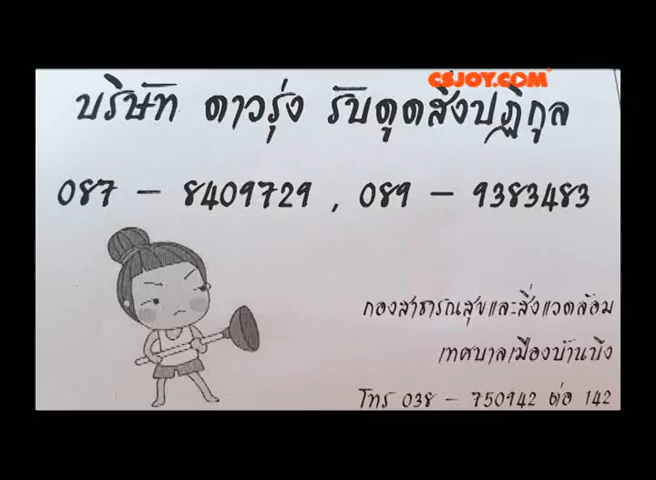 CSJOY.COM
บริษัท ดาวรุ่ง รับดูดสิ่งปฏิกูล
087 - 8409729 , 089 - 9383483
กองสาธารณสุขและสิ่งแวดล้อม
เทศบาลเมืองบ้านบึง
โทร 038 - 750942 ต่อ 142